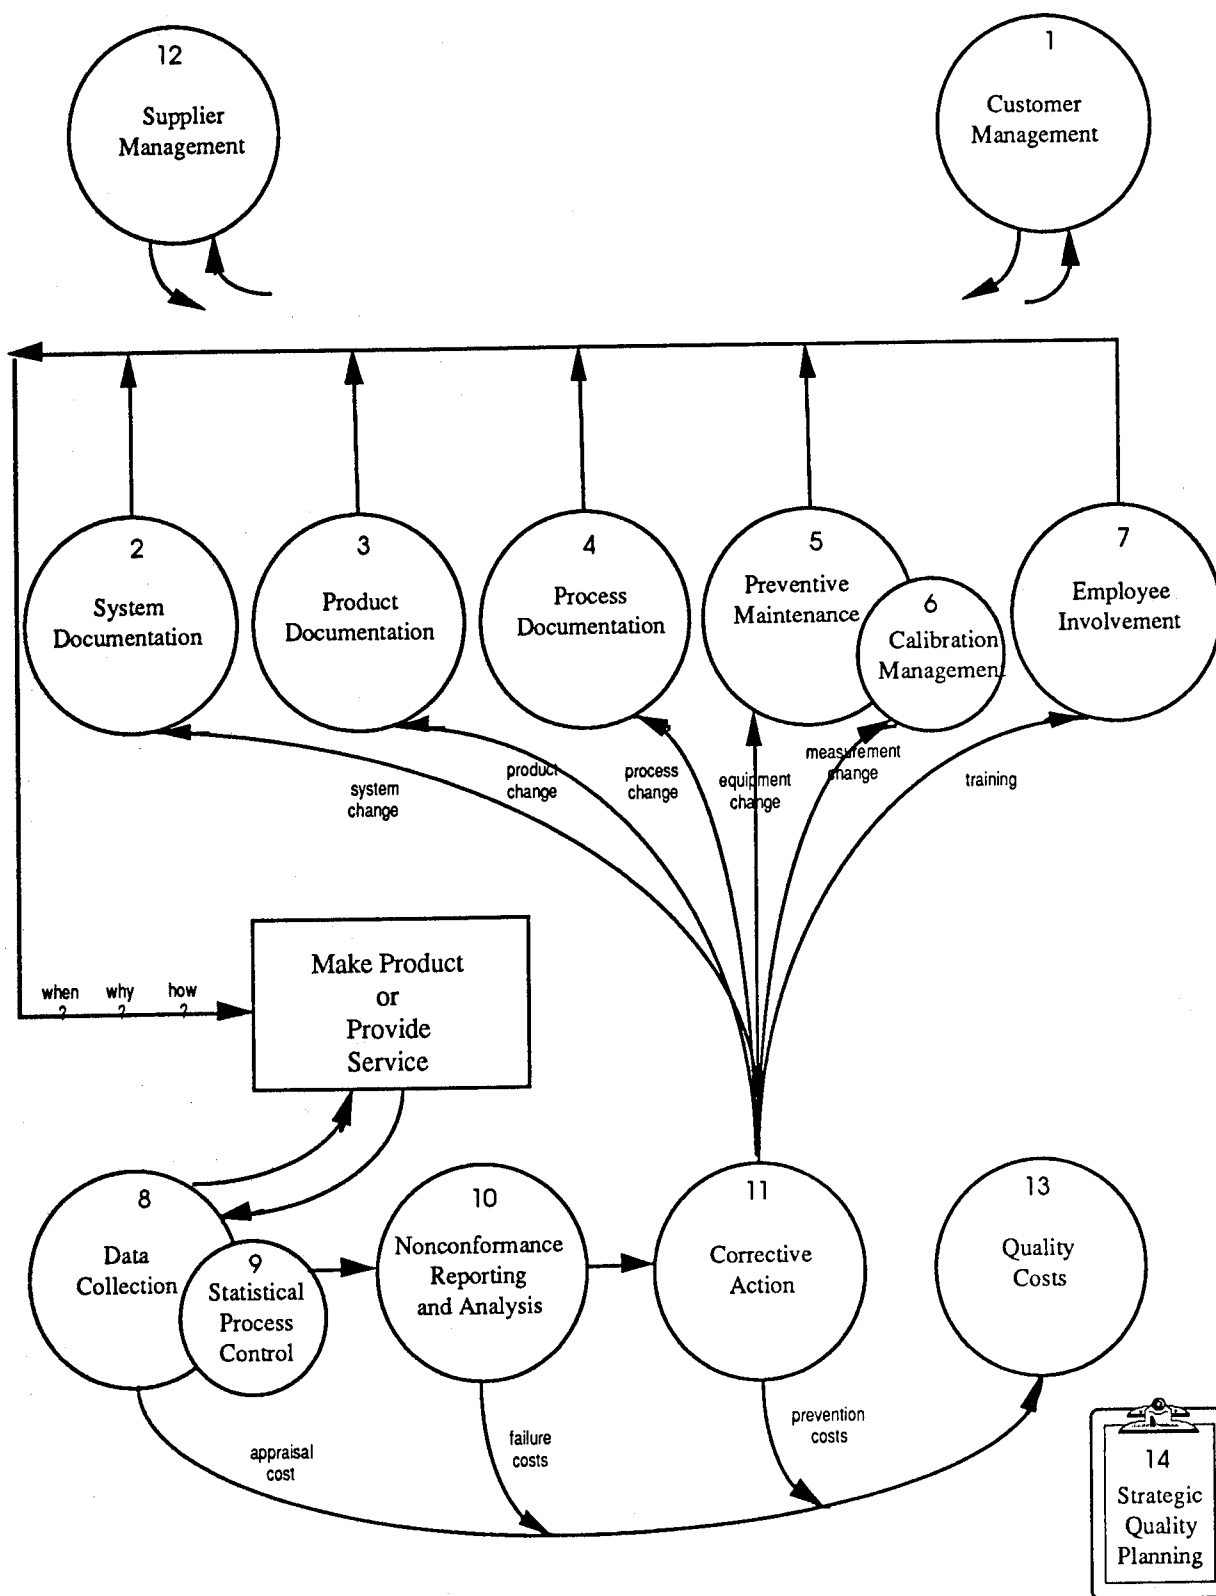 12
Supplier
Management
1
Customer
Management
2
System
Documentation
3
Product
Documentation
4
Process
Documentation
5
Preventive
Maintenance
6
Calibration
Management
7
Employee
Involvement
system
change
product
change
process
change
equipment
change
measurement
change
training
when why how
? ? ?
Make Product
or
Provide
Service
8
Data
Collection
9
Statistical
Process
Control
10
Nonconformance
Reporting
and Analysis
11
Corrective
Action
13
Quality
Costs
appraisal
cost
failure
costs
prevention
costs
14
Strategic
Quality
Planning